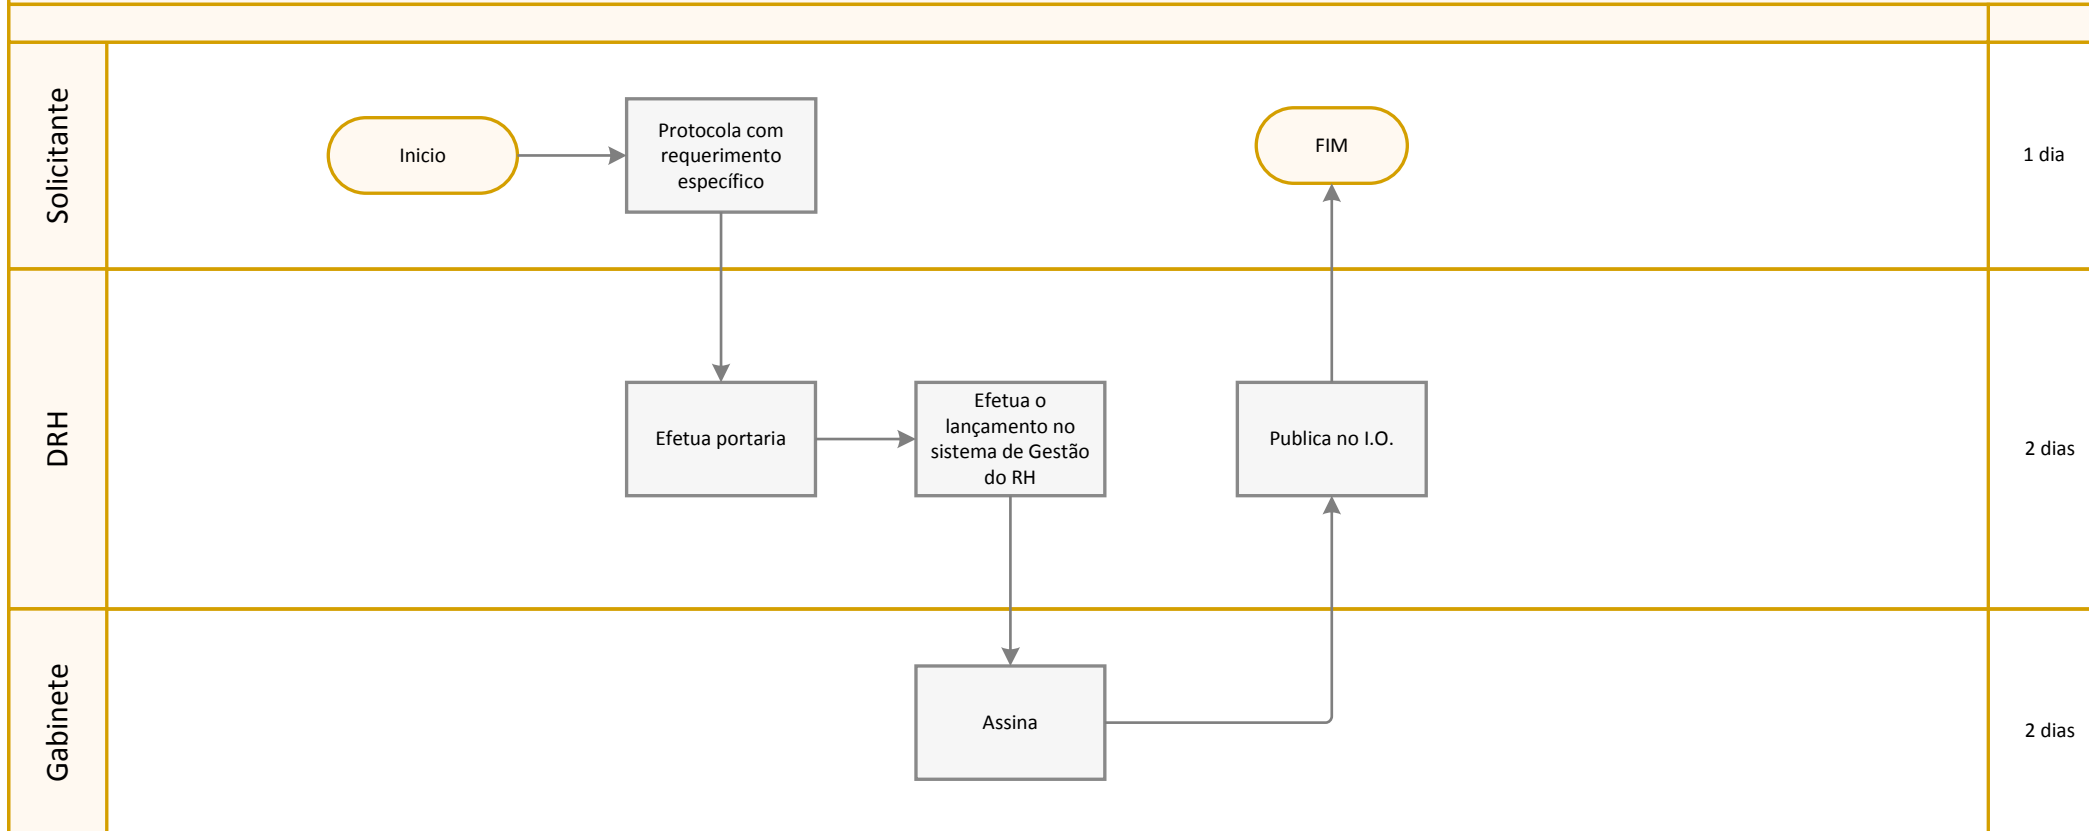 Solicitante
Inicio
Protocola com
requerimento
específico
FIM
1 dia
DRH
Efetua portaria
Efetua o
lançamento no
sistema de Gestão
do RH
Publica no I.O.
2 dias
Gabinete
Assina
2 dias